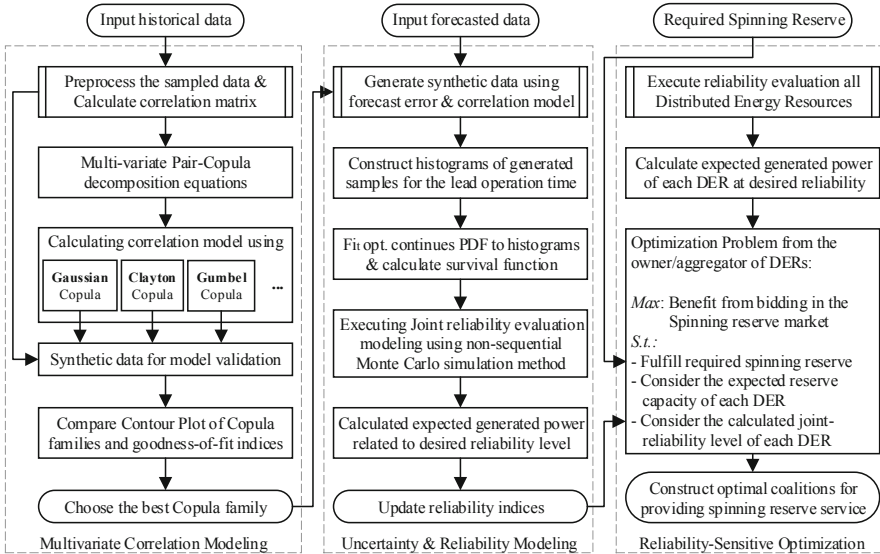 Input historical data
Preprocess the sampled data &
Calculate correlation matrix
Multi-variate Pair-Copula
decomposition equations
Calculating correlation model using
Gaussian
Copula
Clayton
Copula
Gumbel
Copula
...
Synthetic data for model validation
Compare Contour Plot of Copula
families and goodness-of-fit indices
Choose the best Copula family
Multivariate Correlation Modeling
Input forecasted data
Generate synthetic data using
forecast error & correlation model
Construct histograms of generated
samples for the lead operation time
Fit opt. continues PDF to histograms
& calculate survival function
Executing Joint reliability evaluation
modeling using non-sequential
Monte Carlo simulation method
Calculated expected generated power
related to desired reliability level
Update reliability indices
Uncertainty & Reliability Modeling
Required Spinning Reserve
Execute reliability evaluation all
Distributed Energy Resources
Calculate expected generated power
of each DER at desired reliability
Optimization Problem from the
owner/aggregator of DERs:
Max: Benefit from bidding in the
Spinning reserve market
S.t.:
- Fulfill required spinning reserve
- Consider the expected reserve
capacity of each DER
- Consider the calculated joint-
reliability level of each DER
Construct optimal coalitions for
providing spinning reserve service
Reliability-Sensitive Optimization